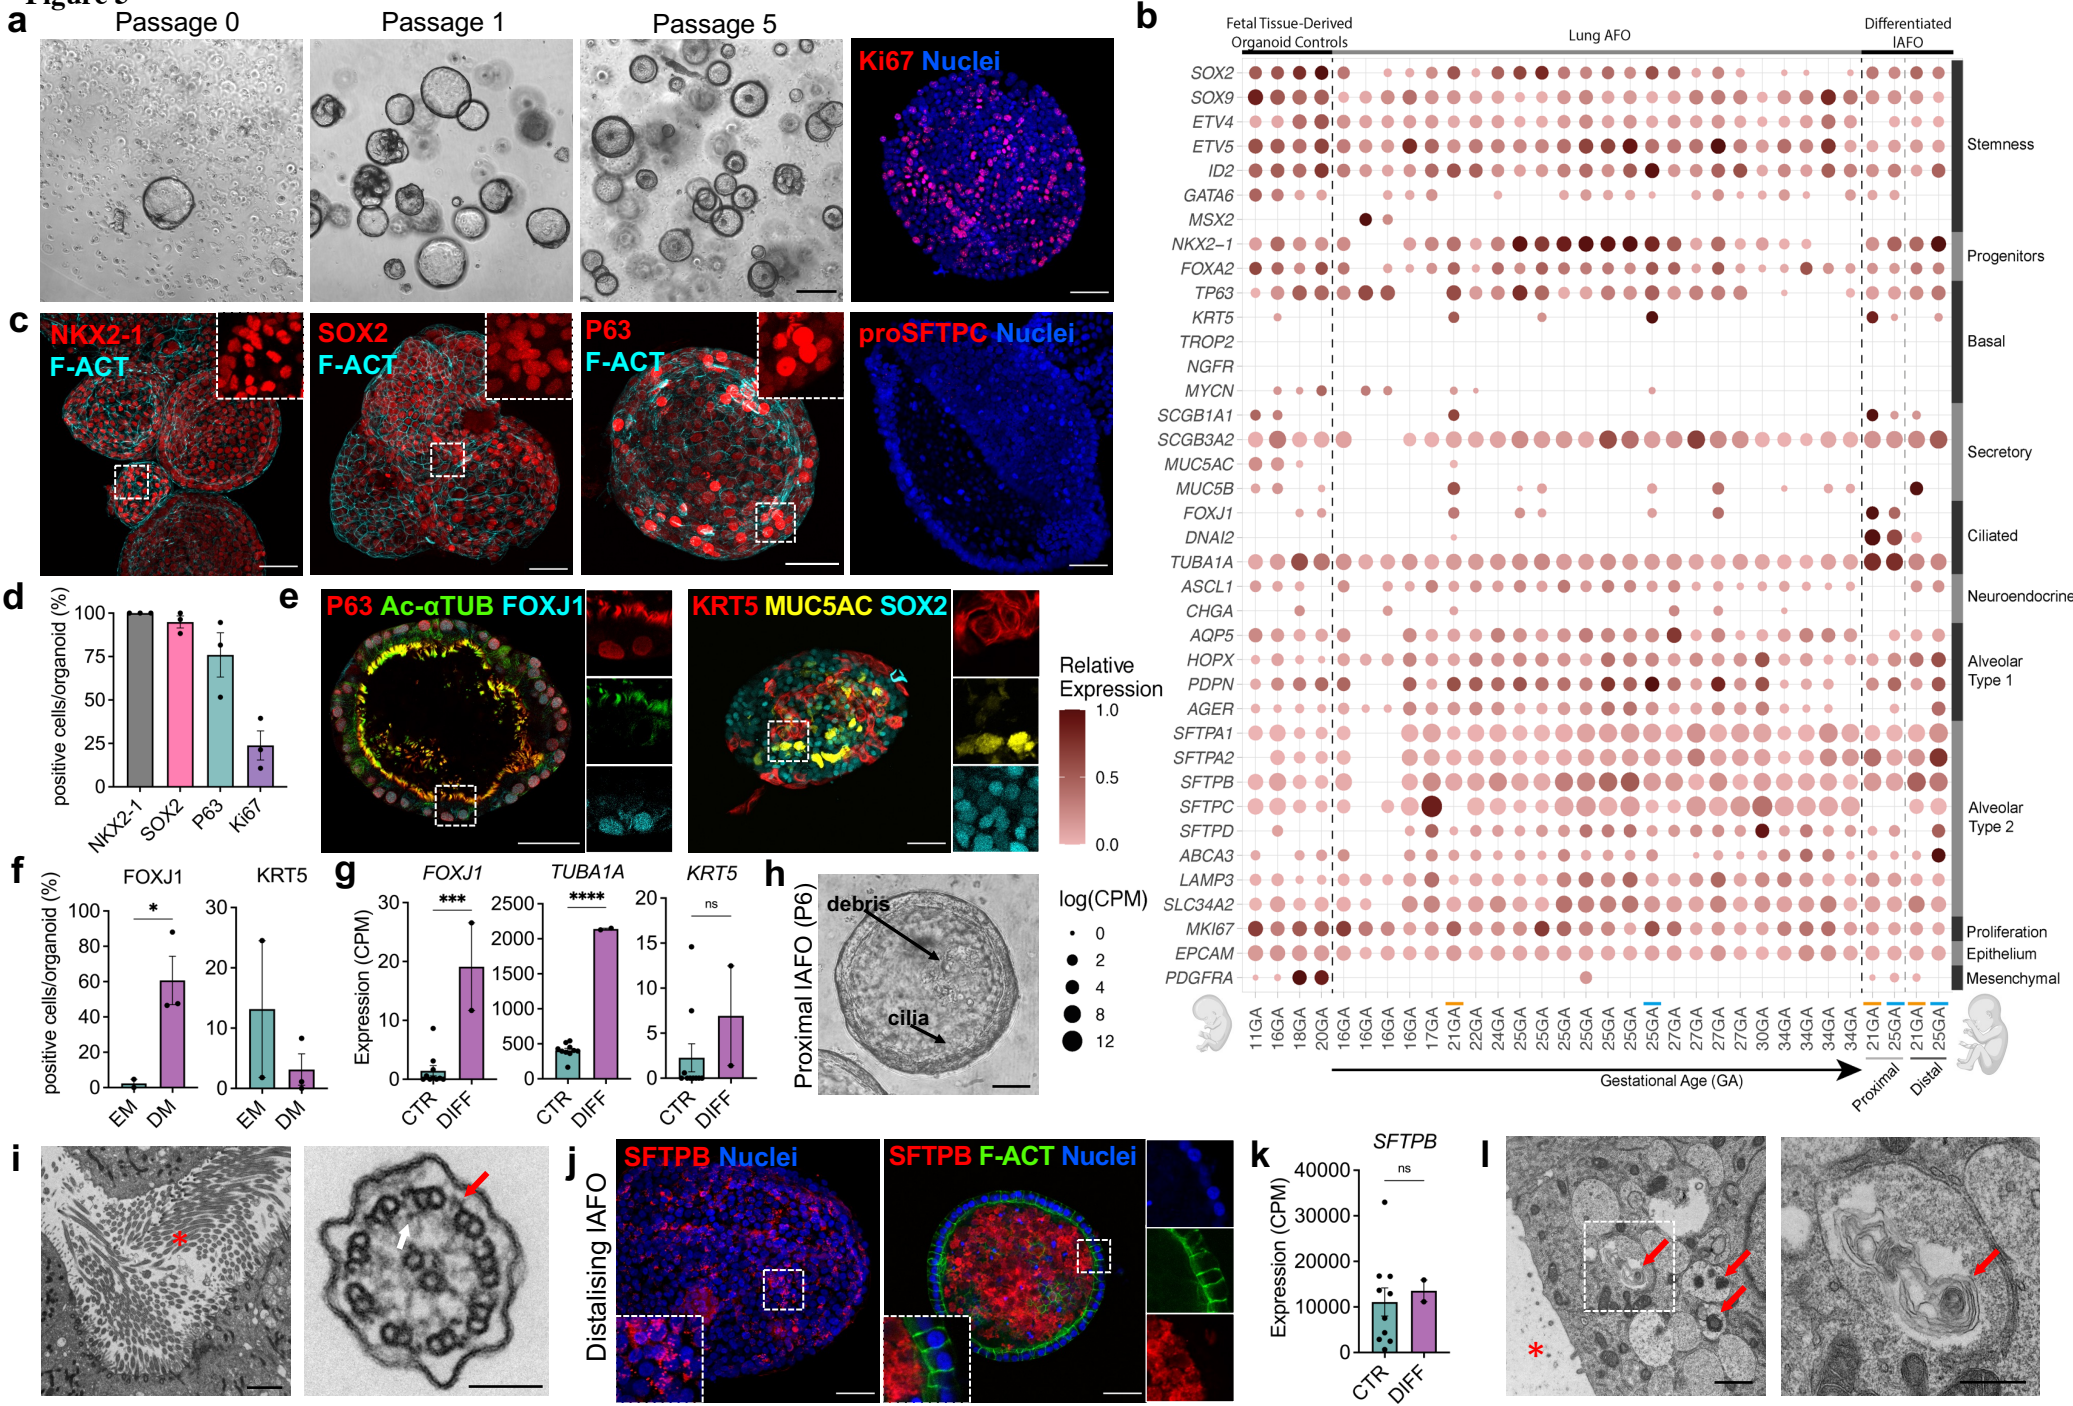 Figure 3
a
Passage 0
Passage 1
Passage 5
Ki67 Nuclei
b
Fetal Tissue-Derived
Organoid Controls
Lung AFO
Differentiated
lAFO
SOX2
SOX9
ETV4
ETV5
ID2
GATA6
MSX2
NKX2−1
FOXA2
TP63
KRT5
TROP2
NGFR
MYCN
SCGB1A1
SCGB3A2
MUC5AC
MUC5B
FOXJ1
DNAI2
TUBA1A
ASCL1
CHGA
AQP5
HOPX
PDPN
AGER
SFTPA1
SFTPA2
SFTPB
SFTPC
SFTPD
ABCA3
LAMP3
SLC34A2
MKI67
EPCAM
PDGFRA
Stemness
Progenitors
Basal
Secretory
Ciliated
Neuroendocrine
Alveolar
Type 1
Alveolar
Type 2
Proliferation
Epithelium
Mesenchymal
11GA
16GA
18GA
20GA
16GA
16GA
16GA
16GA
17GA
21GA
22GA
24GA
25GA
25GA
25GA
25GA
25GA
25GA
25GA
27GA
27GA
27GA
27GA
30GA
34GA
34GA
34GA
34GA
21GA
25GA
21GA
25GA
Gestational Age (GA)
Proximal
Distal
Relative
Expression
1.0
0.5
0.0
log(CPM)
0
2
4
8
12
c
NKX2-1
F-ACT
SOX2
F-ACT
P63
F-ACT
proSFTPC Nuclei
d
positive cells/organoid (%)
100
75
50
25
0
NKX2-1
SOX2
P63
Ki67
e
P63 Ac-αTUB FOXJ1
KRT5 MUC5AC SOX2
f
positive cells/organoid (%)
FOXJ1
100
80
60
40
20
0
*
EM
DM
KRT5
30
20
10
0
EM
DM
g
Expression (CPM)
FOXJ1
30
20
10
0
***
CTR
DIFF
TUBA1A
2500
2000
1500
1000
500
0
****
CTR
DIFF
KRT5
20
15
10
5
0
ns
CTR
DIFF
h
Proximal lAFO (P6)
debris
cilia
i
*
j
Distalising lAFO
SFTPB Nuclei
SFTPB F-ACT Nuclei
k
SFTPB
Expression (CPM)
40000
30000
20000
10000
0
ns
CTR
DIFF
l
*